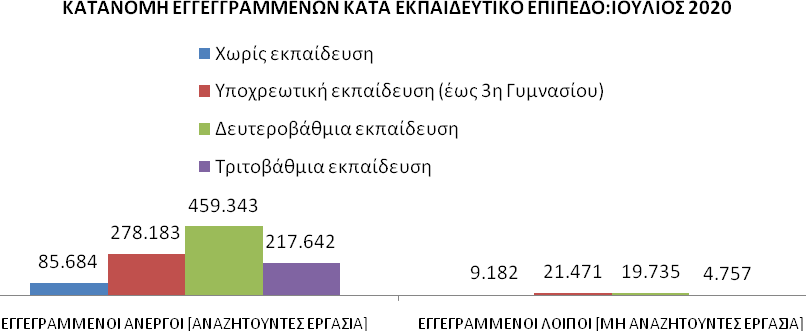 ΚΑΤΑΝΟΜΗ ΕΓΓΕΓΓΡΑΜΜΕΝΩΝ ΚΑΤΑ ΕΚΠΑΙΔΕΥΤΙΚΟ ΕΠΙΠΕΔΟ:ΙΟΥΛΙΟΣ 2020
Χωρίς εκπαίδευση
Υποχρεωτική εκπαίδευση (έως 3η Γυμνασίου)
Δευτεροβάθμια εκπαίδευση
Τριτοβάθμια εκπαίδευση
85.684 278.183 459.343 217.642
9.182 21.471 19.735 4.757
ΕΓΓΕΓΡΑΜΜΕΝΟΙ ΑΝΕΡΓΟΙ [ΑΝΑΖΗΤΟΥΝΤΕΣ ΕΡΓΑΣΙΑ]
ΕΓΓΕΓΡΑΜΜΕΝΟΙ ΛΟΙΠΟΙ [ΜΗ ΑΝΑΖΗΤΟΥΝΤΕΣ ΕΡΓΑΣΙΑ]